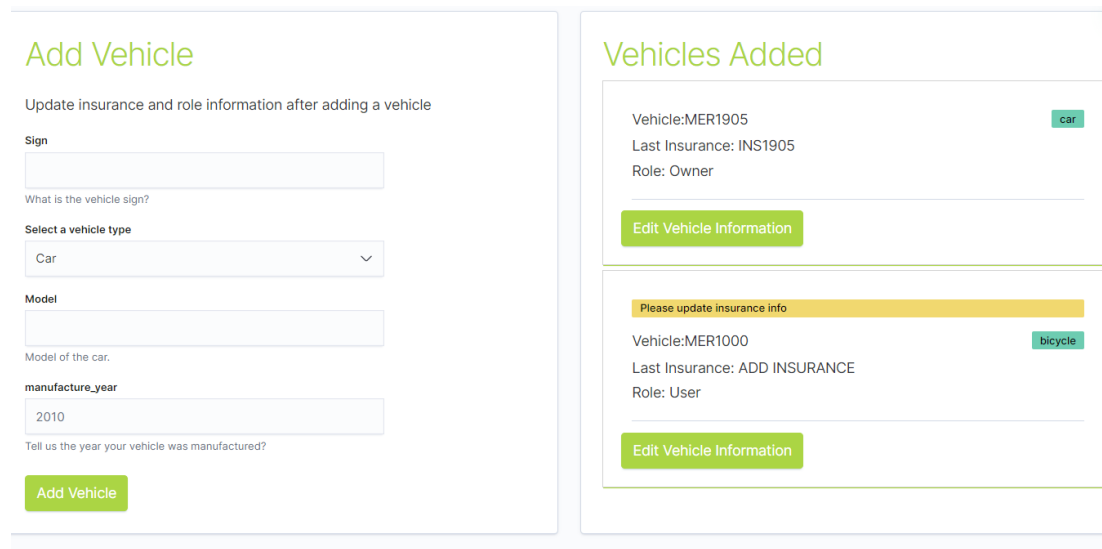 Add Vehicle
Update insurance and role information after adding a vehicle
Sign
What is the vehicle sign?
Select a vehicle type
Car
Model
Model of the car.
manufacture_year
2010
Tell us the year your vehicle was manufactured?
Add Vehicle
Vehicles Added
Vehicle:MER1905
car
Last Insurance: INS1905
Role: Owner
Edit Vehicle Information
Please update insurance info
Vehicle:MER1000
bicycle
Last Insurance: ADD INSURANCE
Role: User
Edit Vehicle Information